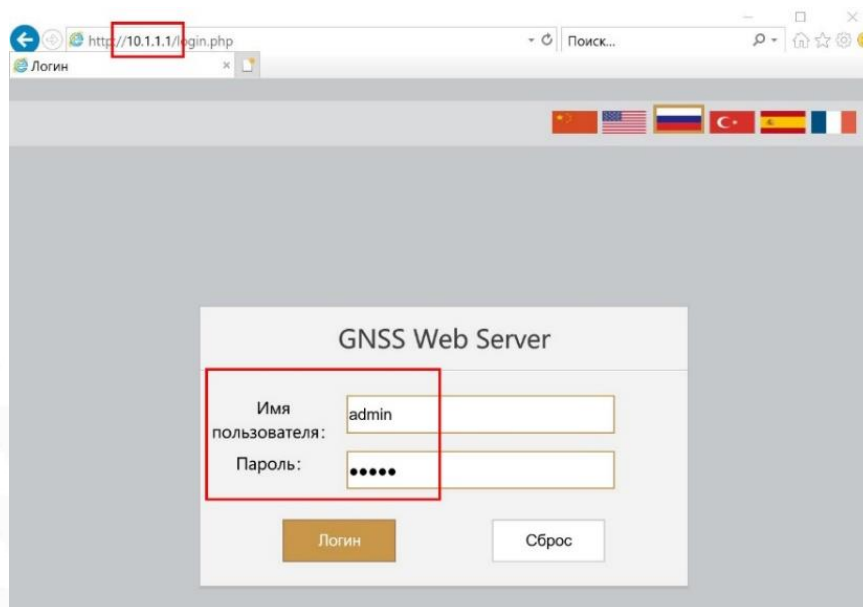 http://10.1.1.1/login.php
Поиск...
Логин
GNSS Web Server
Имя
пользователя:
admin
Пароль:
•••••
Логин
Сброс